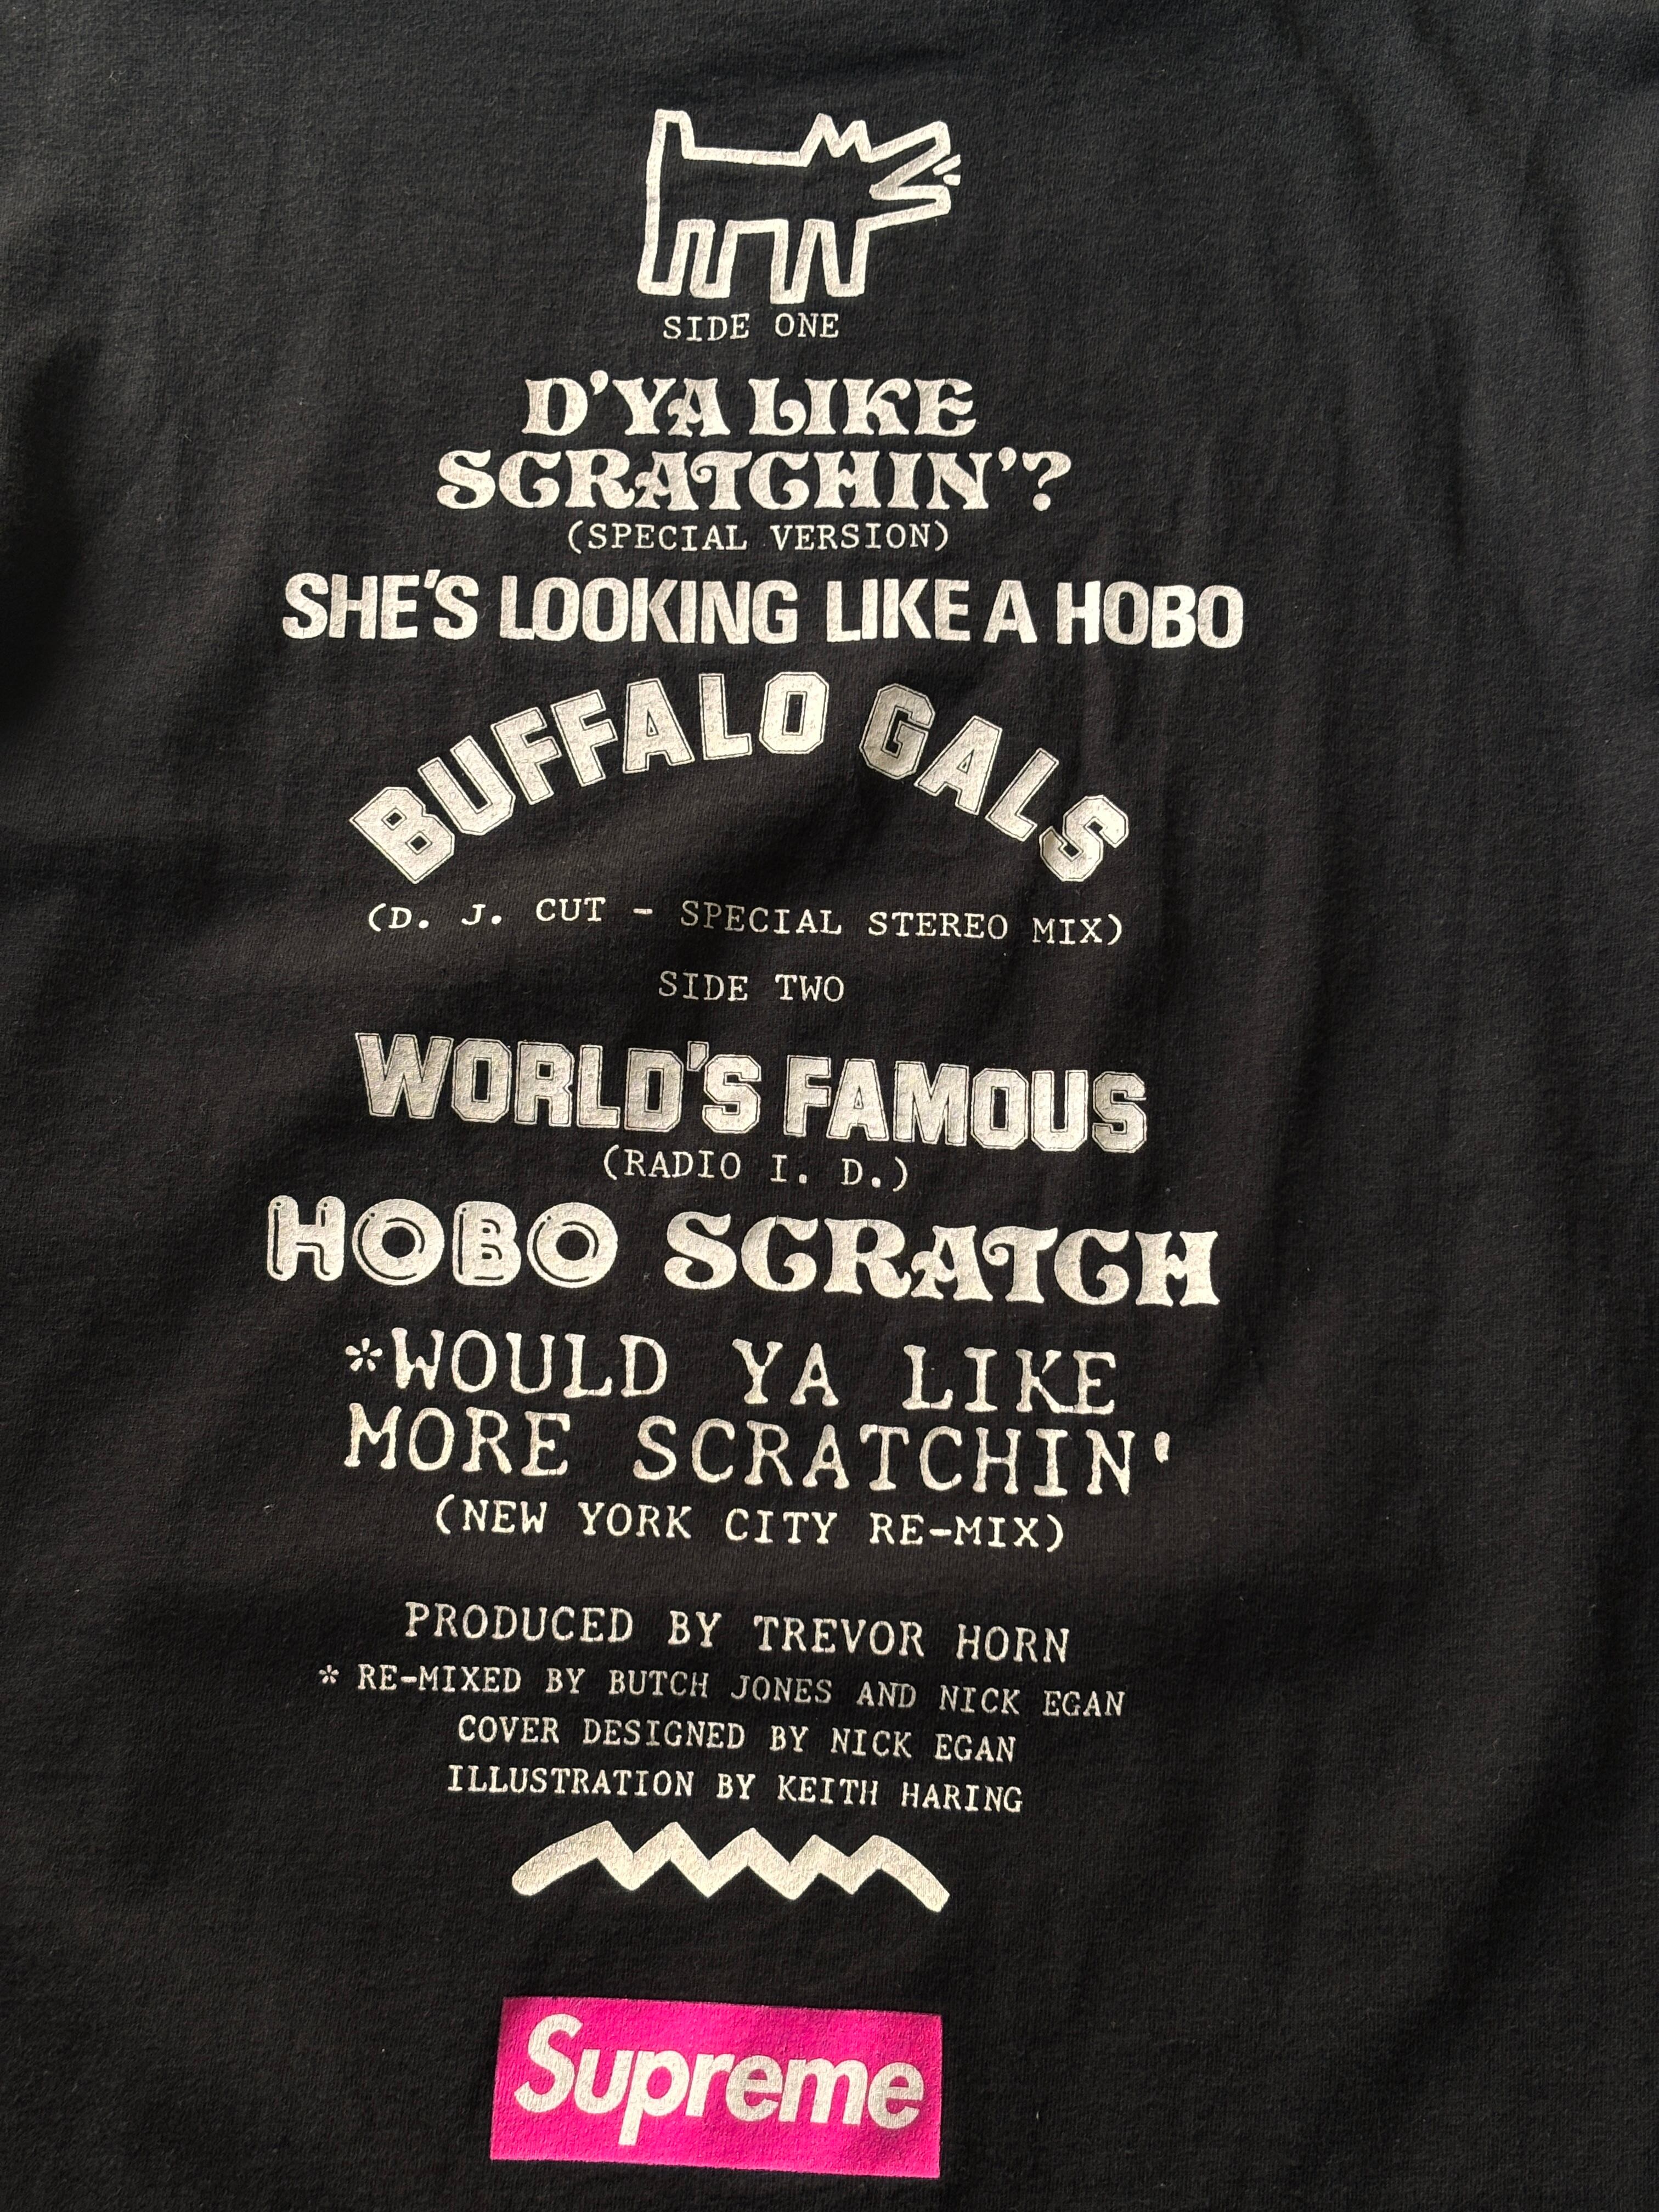 SIDE ONE
D'YA LIKE
SCRATCHIN'?
(SPECIAL VERSION)
SHE'S LOOKING LIKE A HOBO
BUFFALO GALS
(D. J. CUT - SPECIAL STEREO MIX)
SIDE TWO
WORLD'S FAMOUS
(RADIO I. D.)
HOBO SCRATCH
*WOULD YA LIKE
MORE SCRATCHIN'
(NEW YORK CITY RE-MIX)
PRODUCED BY TREVOR HORN
* RE-MIXED BY BUTCH JONES AND NICK EGAN
COVER DESIGNED BY NICK EGAN
ILLUSTRATION BY KEITH HARING
Supreme